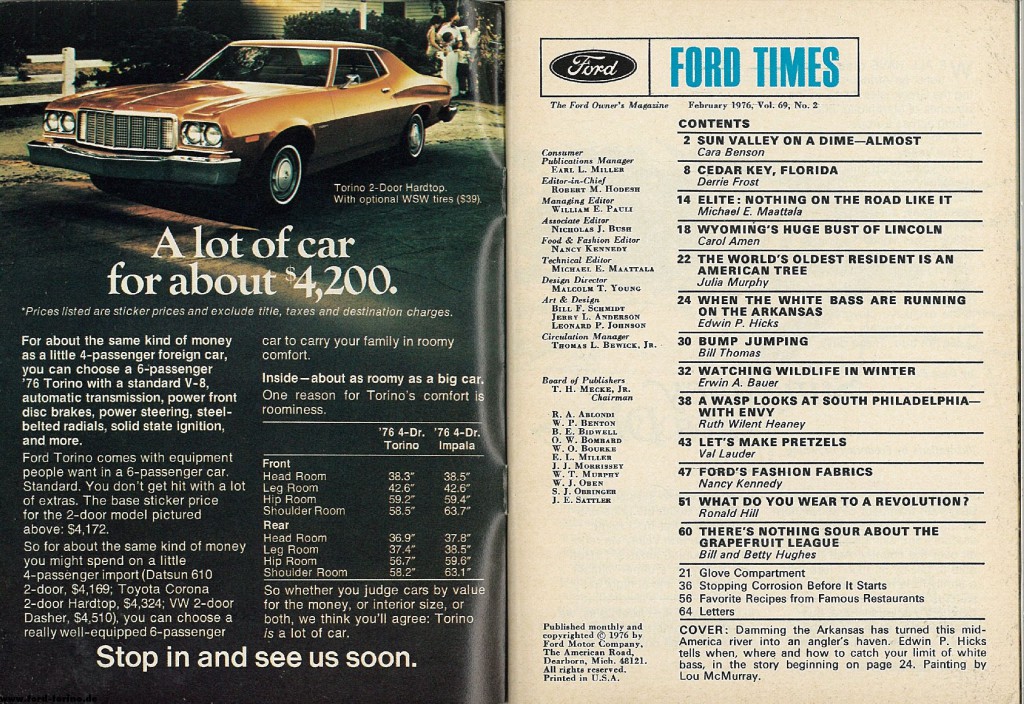 Torino 2-Door Hardtop.
With optional WSW tires ($39).
A lot of car
for about $4,200.
*Prices listed are sticker prices and exclude title, taxes and destination charges.
For about the same kind of money
as a little 4-passenger foreign car,
you can choose a 6-passenger
'76 Torino with a standard V-8,
automatic transmission, power front
disc brakes, power steering, steel-
belted radials, solid state ignition,
and more.
Ford Torino comes with equipment
people want in a 6-passenger car.
Standard. You don't get hit with a lot
of extras. The base sticker price
for the 2-door model pictured
above: $4,172.
So for about the same kind of money
you might spend on a little
4-passenger import (Datsun 610
2-door, $4,169; Toyota Corona
2-door Hardtop, $4,324; VW 2-door
Dasher, $4,510), you can choose a
really well-equipped 6-passenger
car to carry your family in roomy
comfort.
Inside—about as roomy as a big car.
One reason for Torino's comfort is
roominess.
'76 4-Dr. '76 4-Dr.
Torino Impala
Front
Head Room 38.3" 38.5"
Leg Room 42.6" 42.6"
Hip Room 59.2" 59.4"
Shoulder Room 58.5" 63.7"
Rear
Head Room 36.9" 37.8"
Leg Room 37.4" 38.5"
Hip Room 56.7" 59.6"
Shoulder Room 58.2" 63.1"
So whether you judge cars by value
for the money, or interior size, or
both, we think you'll agree: Torino
is a lot of car.
Stop in and see us soon.
www.ford-torino.de
Ford
FORD TIMES
The Ford Owner's Magazine February 1976, Vol. 69, No. 2
Consumer
Publications Manager
EARL L. MILLER
Editor-in-Chief
ROBERT M. HODESH
Managing Editor
WILLIAM E. PAULI
Associate Editor
NICHOLAS J. BUSH
Food & Fashion Editor
NANCY KENNEDY
Technical Editor
MICHAEL E. MAATTALA
Design Director
MALCOLM T. YOUNG
Art & Design
BILL F. SCHMIDT
JERRY L. ANDERSON
LEONARD P. JOHNSON
Circulation Manager
THOMAS L. BEWICK, JR.
Board of Publishers
T. H. MECKE, JR.
Chairman
R. A. ABLONDI
W. P. BENTON
B. E. BIDWELL
O. W. BOMBARD
W. O. BOURKE
E. L. MILLER
J. J. MORRISSEY
W. T. MURPHY
W. J. OBEN
S. J. OBRINGER
J. E. SATTLER
Published monthly and
copyrighted © 1976 by
Ford Motor Company,
The American Road,
Dearborn, Mich. 48121.
All rights reserved.
Printed in U.S.A.
CONTENTS
2 SUN VALLEY ON A DIME—ALMOST
Cara Benson
8 CEDAR KEY, FLORIDA
Derrie Frost
14 ELITE: NOTHING ON THE ROAD LIKE IT
Michael E. Maattala
18 WYOMING'S HUGE BUST OF LINCOLN
Carol Amen
22 THE WORLD'S OLDEST RESIDENT IS AN
AMERICAN TREE
Julia Murphy
24 WHEN THE WHITE BASS ARE RUNNING
ON THE ARKANSAS
Edwin P. Hicks
30 BUMP JUMPING
Bill Thomas
32 WATCHING WILDLIFE IN WINTER
Erwin A. Bauer
38 A WASP LOOKS AT SOUTH PHILADELPHIA—
WITH ENVY
Ruth Wilent Heaney
43 LET'S MAKE PRETZELS
Val Lauder
47 FORD'S FASHION FABRICS
Nancy Kennedy
51 WHAT DO YOU WEAR TO A REVOLUTION?
Ronald Hill
60 THERE'S NOTHING SOUR ABOUT THE
GRAPEFRUIT LEAGUE
Bill and Betty Hughes
21 Glove Compartment
36 Stopping Corrosion Before It Starts
56 Favorite Recipes from Famous Restaurants
64 Letters
COVER: Damming the Arkansas has turned this mid-
America river into an angler's haven. Edwin P. Hicks
tells when, where and how to catch your limit of white
bass, in the story beginning on page 24. Painting by
Lou McMurray.